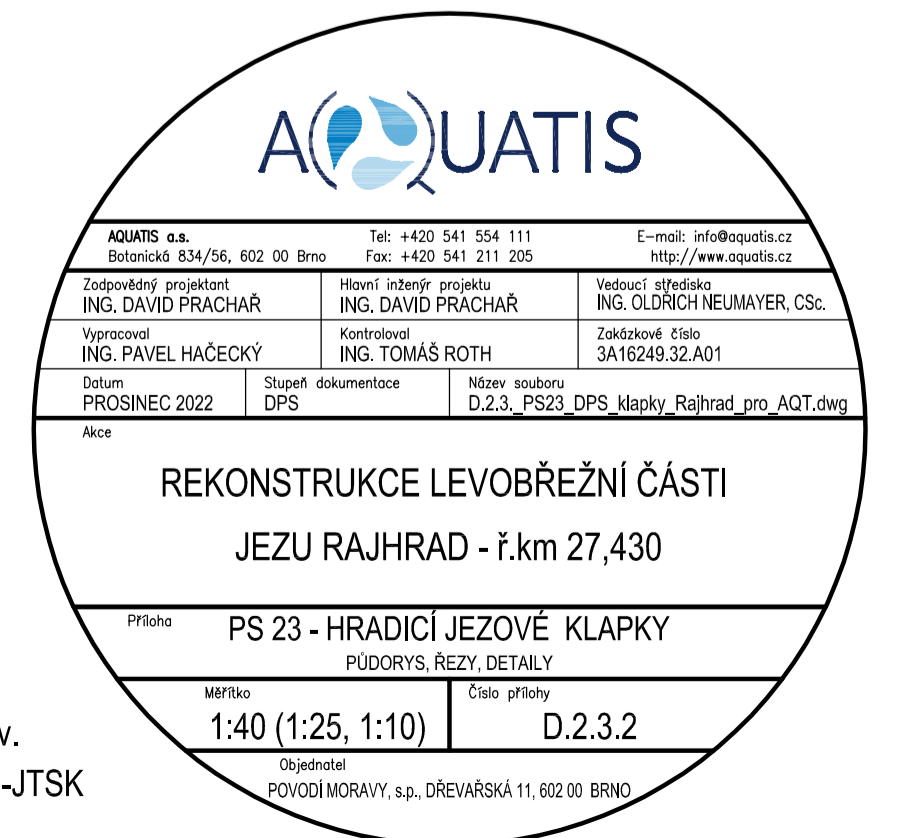 AQUATIS
AQUATIS a.s. Tel: +420 541 554 111 E-mail: info@aquatis.cz
Botanická 834/56, 602 00 Brno Fax: +420 541 211 205 http://www.aquatis.cz
Zodpovědný projektant Hlavní inženýr projektu Vedoucí střediska
ING. DAVID PRACHAŘ ING. DAVID PRACHAŘ ING. OLDŘICH NEUMAYER, CSc.
Vypracoval Kontroloval Zakázkové číslo
ING. PAVEL HAČECKÝ ING. TOMÁŠ ROTH 3A16249.32.A01
Datum Stupeň dokumentace Název souboru
PROSINEC 2022 DPS D.2.3._PS23_DPS_klapky_Rajhrad_pro_AQT.dwg
Akce
REKONSTRUKCE LEVOBŘEŽNÍ ČÁSTI
JEZU RAJHRAD - ř.km 27,430
Příloha PS 23 - HRADICÍ JEZOVÉ KLAPKY
PŮDORYS, ŘEZY, DETAILY
Měřítko Číslo přílohy
1:40 (1:25, 1:10) D.2.3.2
v.
-JTSK
Objednatel
POVODÍ MORAVY, s.p., DŘEVAŘSKÁ 11, 602 00 BRNO